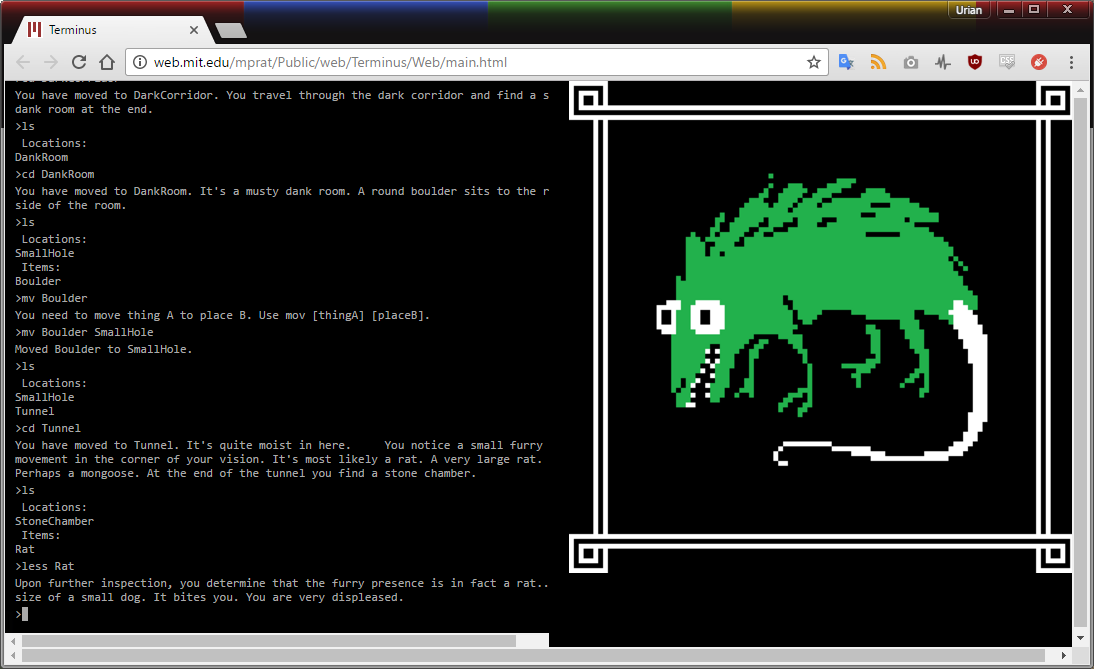 Urian
Terminus
web.mit.edu/mprat/Public/web/Terminus/Web/main.html
You have moved to DarkCorridor. You travel through the dark corridor and find a s
dank room at the end.
>ls
Locations:
DankRoom
>cd DankRoom
You have moved to DankRoom. It's a musty dank room. A round boulder sits to the r
side of the room.
>ls
Locations:
SmallHole
Items:
Boulder
>mv Boulder
You need to move thing A to place B. Use mov [thingA] [placeB].
>mv Boulder SmallHole
Moved Boulder to SmallHole.
>ls
Locations:
SmallHole
Tunnel
>cd Tunnel
You have moved to Tunnel. It's quite moist in here. You notice a small furry
movement in the corner of your vision. It's most likely a rat. A very large rat.
Perhaps a mongoose. At the end of the tunnel you find a stone chamber.
>ls
Locations:
StoneChamber
Items:
Rat
>less Rat
Upon further inspection, you determine that the furry presence is in fact a rat..
size of a small dog. It bites you. You are very displeased.
>